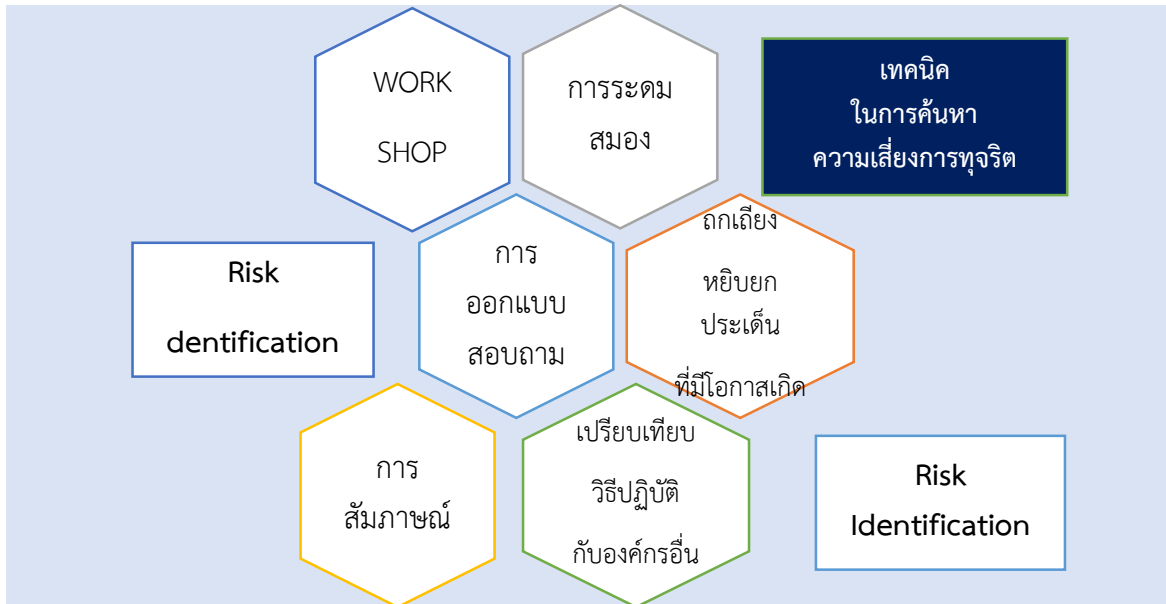 WORK
SHOP
การระดม
สมอง
เทคนิค
ในการค้นหา
ความเสี่ยงการทุจริต
Risk
dentification
การ
ออกแบบ
สอบถาม
ถกเถียง
หยิบยก
ประเด็น
ที่มีโอกาสเกิด
การ
สัมภาษณ์
เปรียบเทียบ
วิธีปฏิบัติ
กับองค์กรอื่น
Risk
Identification